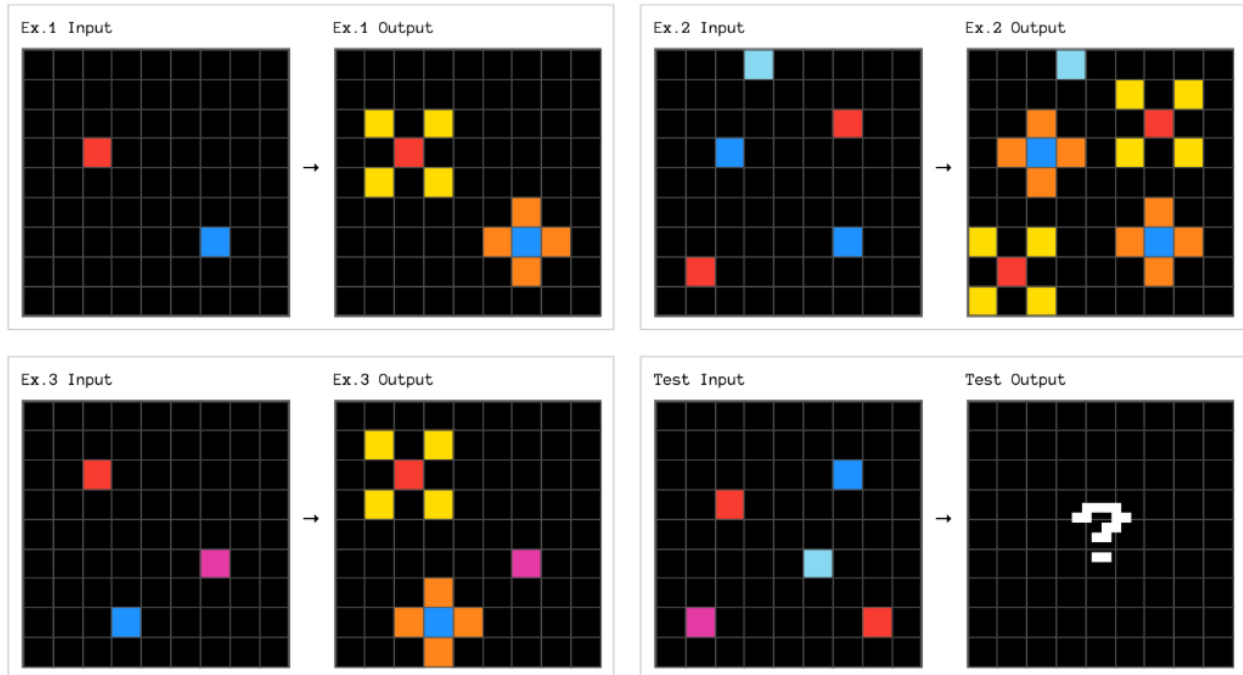 Ex.1 Input
Ex.1 Output
Ex.2 Input
Ex.2 Output
→
→
Ex.3 Input
Ex.3 Output
Test Input
Test Output
→
→
?